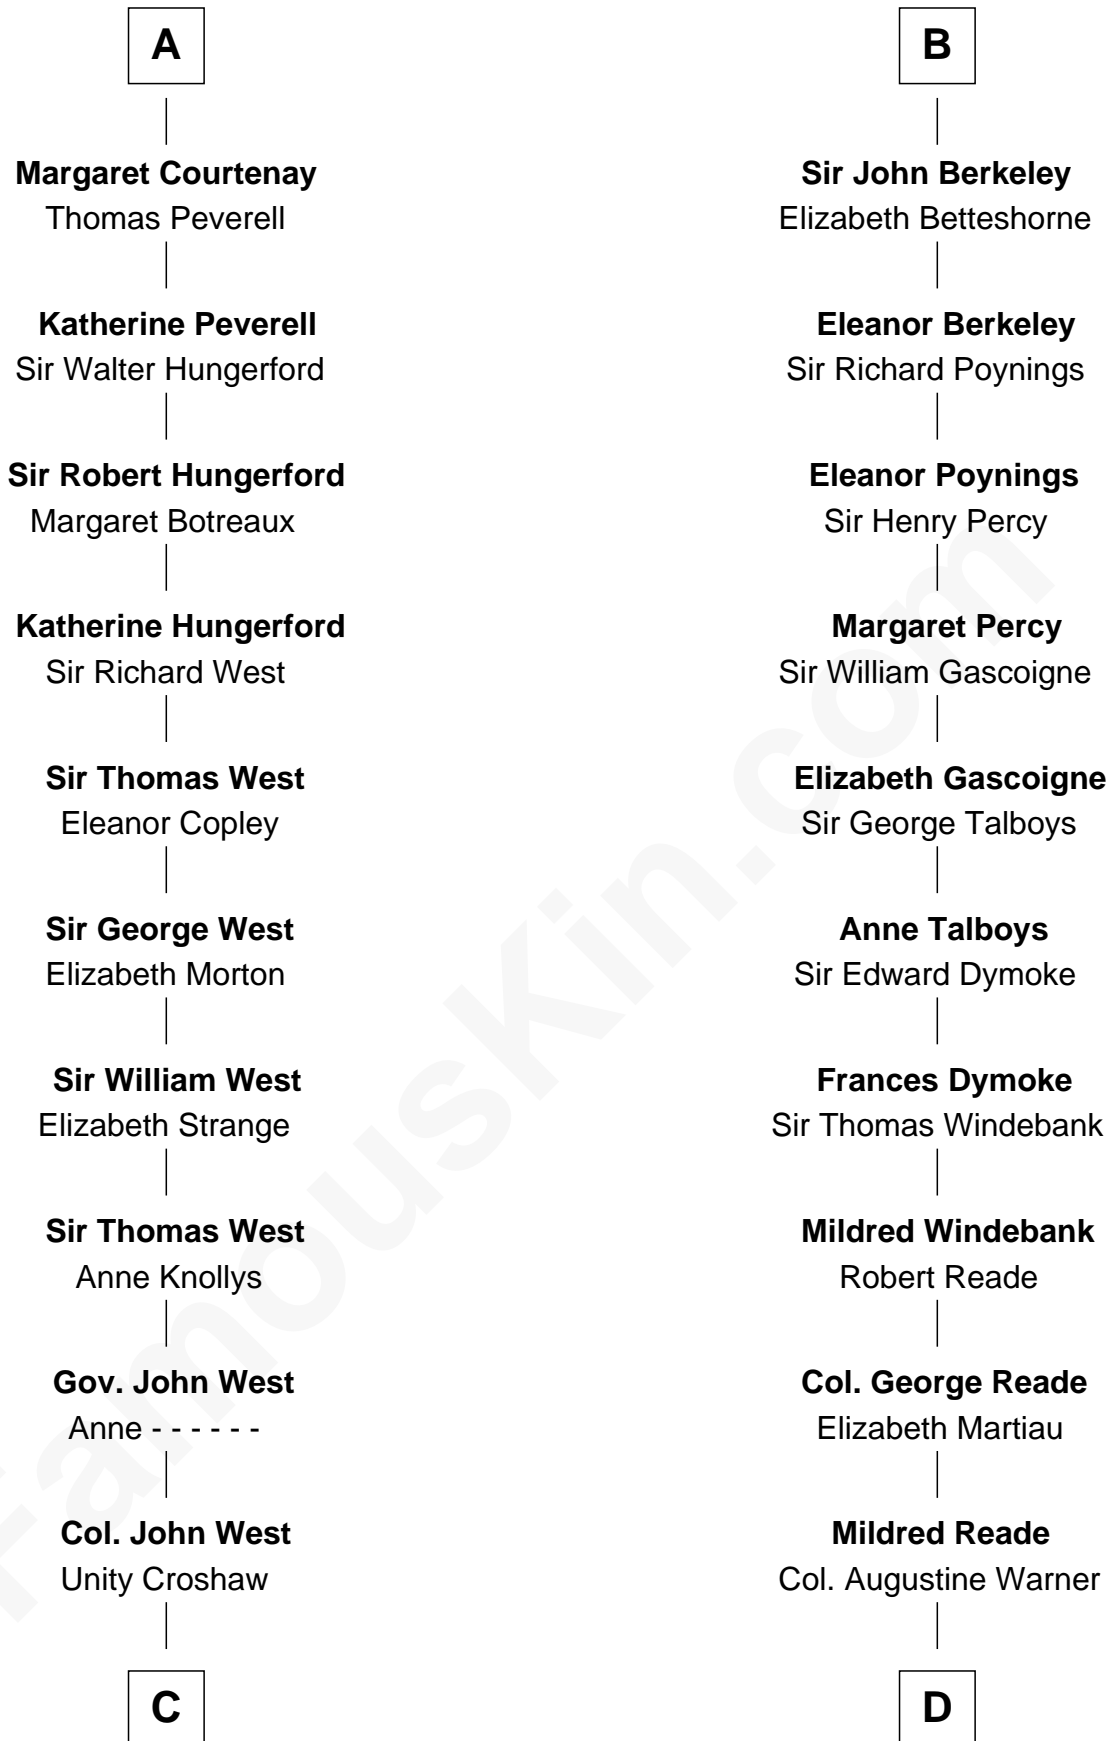 A
Margaret Courtenay
Thomas Peverell
Katherine Peverell
Sir Walter Hungerford
Sir Robert Hungerford
Margaret Botreaux
Katherine Hungerford
Sir Richard West
Sir Thomas West
Eleanor Copley
Sir George West
Elizabeth Morton
Sir William West
Elizabeth Strange
Sir Thomas West
Anne Knollys
Gov. John West
Anne - - - - - -
Col. John West
Unity Croshaw
C
B
Sir John Berkeley
Elizabeth Betteshorne
Eleanor Berkeley
Sir Richard Poynings
Eleanor Poynings
Sir Henry Percy
Margaret Percy
Sir William Gascoigne
Elizabeth Gascoigne
Sir George Talboys
Anne Talboys
Sir Edward Dymoke
Frances Dymoke
Sir Thomas Windebank
Mildred Windebank
Robert Reade
Col. George Reade
Elizabeth Martiau
Mildred Reade
Col. Augustine Warner
D
FamousKin.com